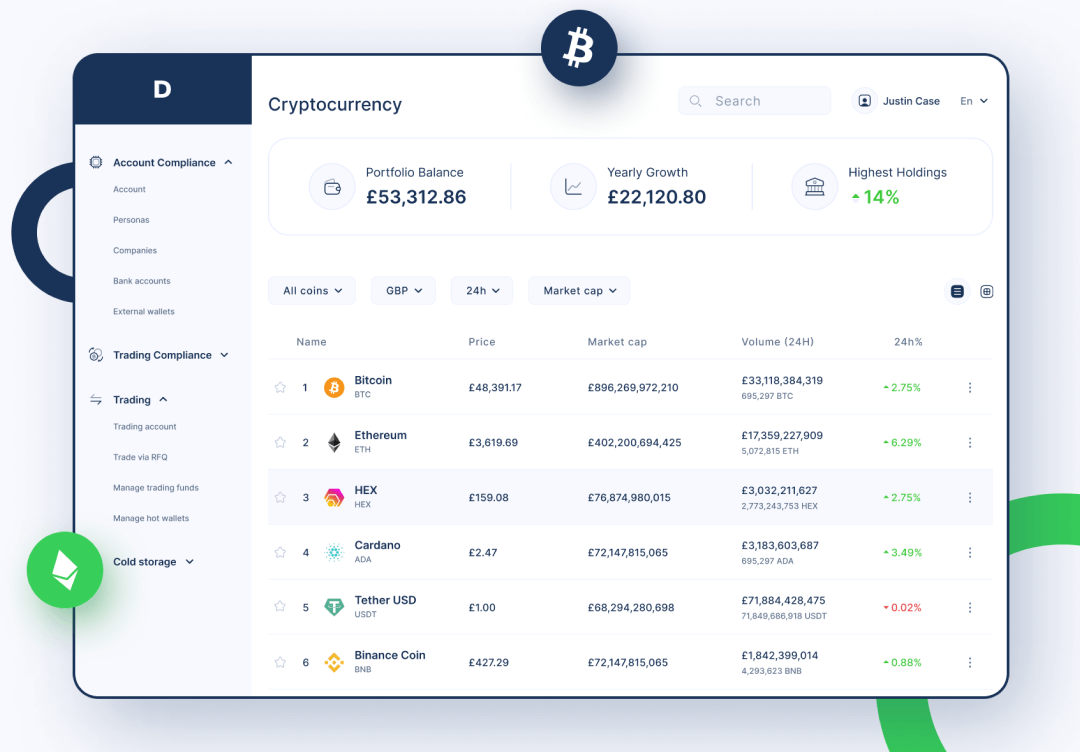 D
Cryptocurrency
Search
Justin Case
En
Account Compliance
Account
Personas
Companies
Bank accounts
External wallets
Trading Compliance
Trading
Trading account
Trade via RFQ
Manage trading funds
Manage hot wallets
Cold storage
Portfolio Balance
£53,312.86
Yearly Growth
£22,120.80
Highest Holdings
14%
All coins
GBP
24h
Market cap
Name Price Market cap Volume (24H) 24h%
1 Bitcoin £48,391.17 £896,269,972,210 £33,118,384,319 2.75%
BTC 695,297 BTC
2 Ethereum £3,619.69 £402,200,694,425 £17,359,227,909 6.29%
ETH 5,072,815 ETH
3 HEX £159.08 £76,874,980,015 £3,032,211,627 2.75%
HEX 2,773,243,753 HEX
4 Cardano £2.47 £72,147,815,065 £3,183,603,687 3.49%
ADA 695,297 ADA
5 Tether USD £1.00 £68,294,280,698 £71,884,428,475 0.02%
USDT 71,849,686,918 USDT
6 Binance Coin £427.29 £72,147,815,065 £1,842,399,014 0.88%
BNB 4,293,623 BNB